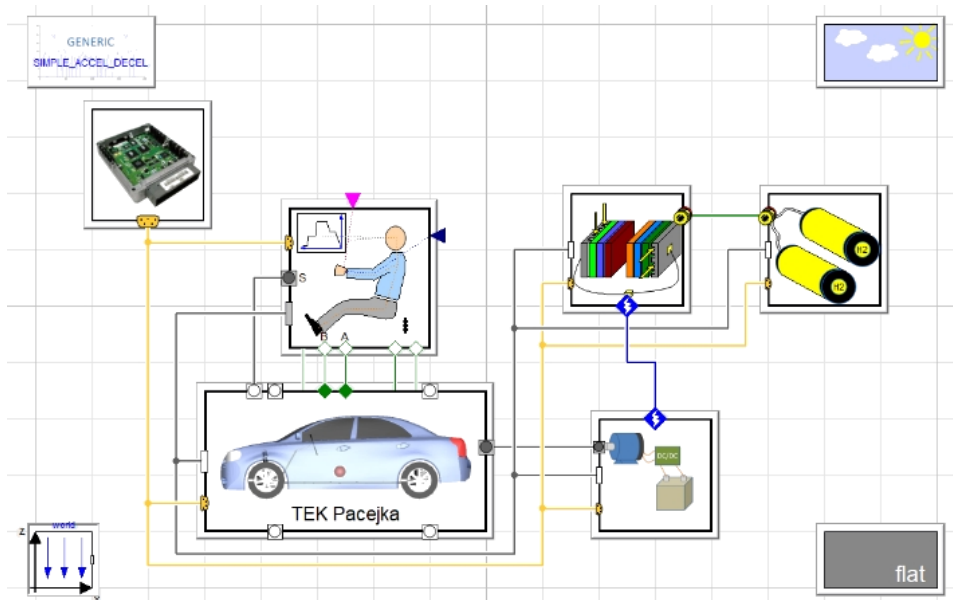 GENERIC
SIMPLE_ACCEL_DECEL
S
B A
H2
H2
DC/DC
TEK Pacejka
world
z
x
flat